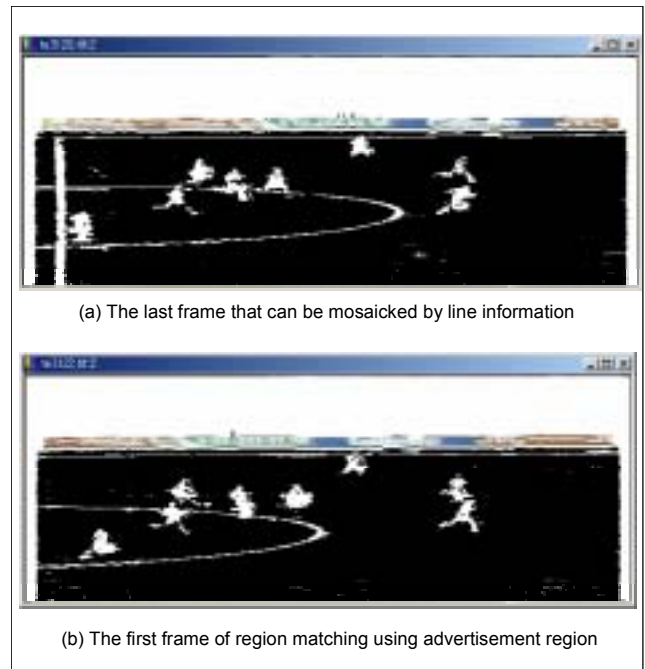 (a) The last frame that can be mosaicked by line information
(b) The first frame of region matching using advertisement region